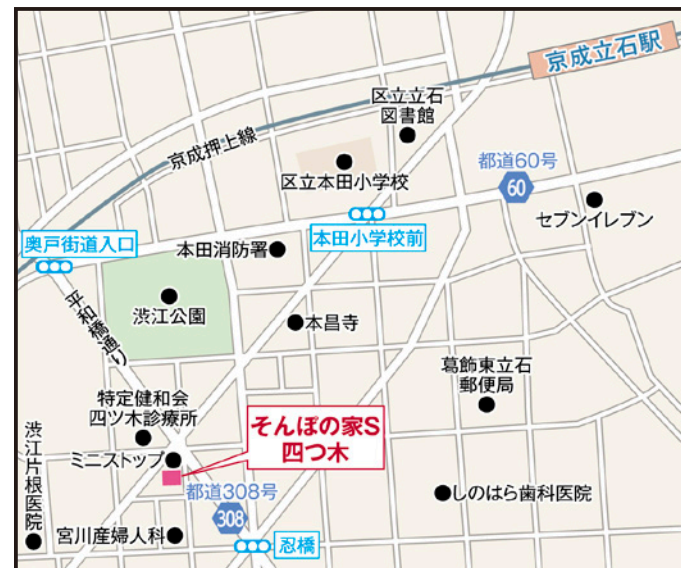 京成立石駅
区立立石
図書館
京成押上線
都道60号
区立本田小学校
60
セブンイレブン
本田小学校前
奥戸街道入口
本田消防署
平和橋通り
渋江公園
本昌寺
葛飾東立石
郵便局
特定健和会
四ツ木診療所
そんぽの家S
四つ木
渋江片根医院
ミニストップ
都道308号
しのはら歯科医院
308
宮川産婦人科
忍橋